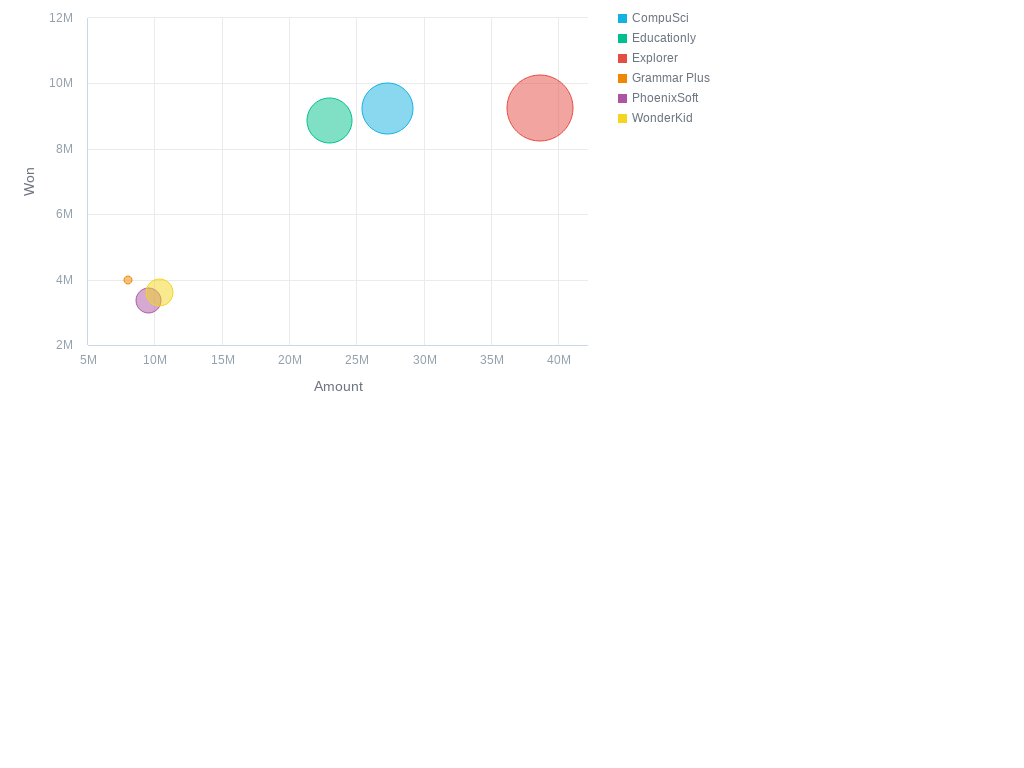 12M
10M
8M
6M
4M
2M
Won
5M 10M 15M 20M 25M 30M 35M 40M
Amount
CompuSci
Educationly
Explorer
Grammar Plus
PhoenixSoft
WonderKid